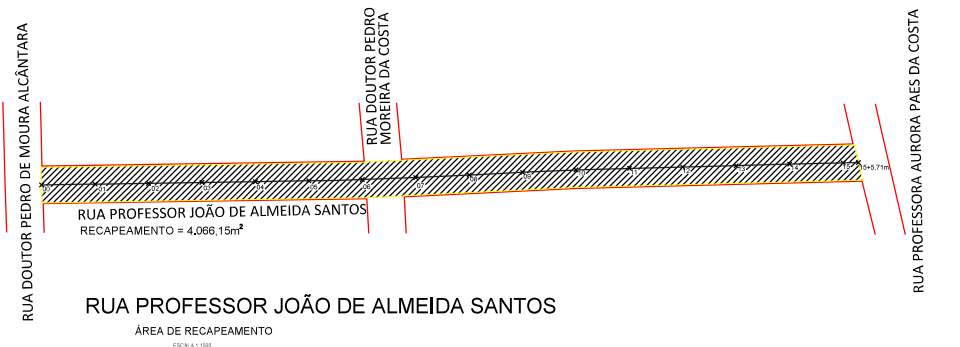 RUA DOUTOR PEDRO DE MOURA ALCÂNTARA
RUA DOUTOR PEDRO
MOREIRA DA COSTA
RUA PROFESSORA AURORA PAES DA COSTA
15+5,71m
RUA PROFESSOR JOÃO DE ALMEIDA SANTOS
RECAPEAMENTO = 4.066,15m²
RUA PROFESSOR JOÃO DE ALMEIDA SANTOS
ÁREA DE RECAPEAMENTO